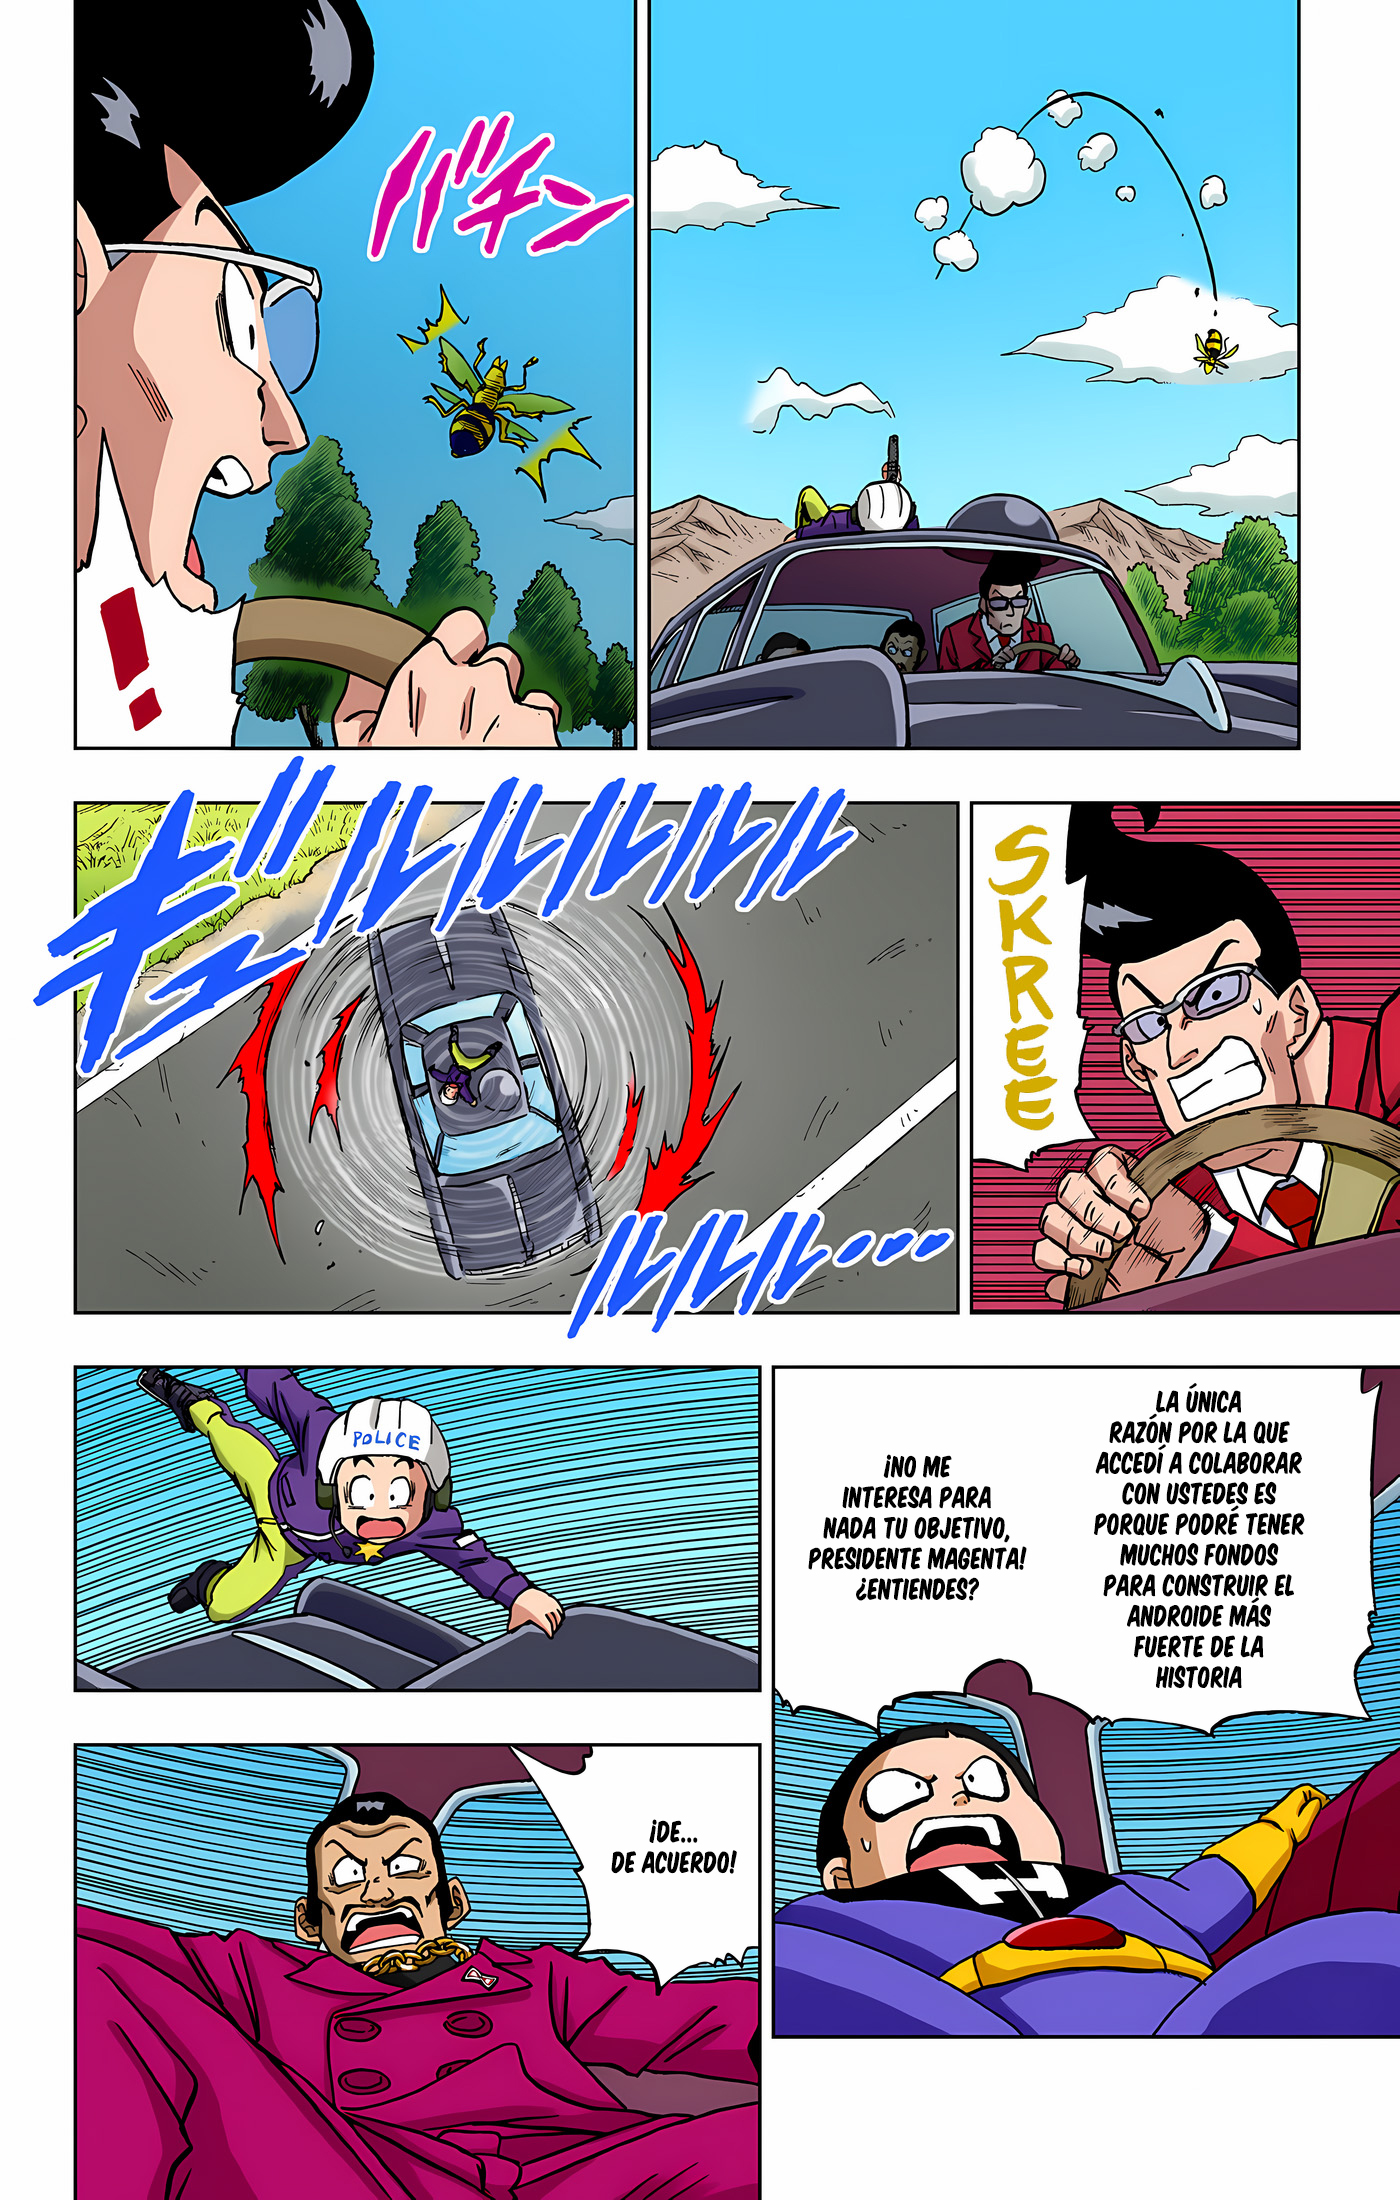 バチン
!
SKREE
ギュルルルルルル
ルルルル・・・
LA ÚNICA
RAZÓN POR LA QUE
ACCEDÍ A COLABORAR
CON USTEDES ES
PORQUE PODRÉ TENER
MUCHOS FONDOS
PARA CONSTRUIR EL
ANDROIDE MÁS
FUERTE DE LA
HISTORIA
¡NO ME
INTERESA PARA
NADA TU OBJETIVO,
PRESIDENTE MAGENTA!
¿ENTIENDES?
H
POLICE
¡DE...
DE ACUERDO!